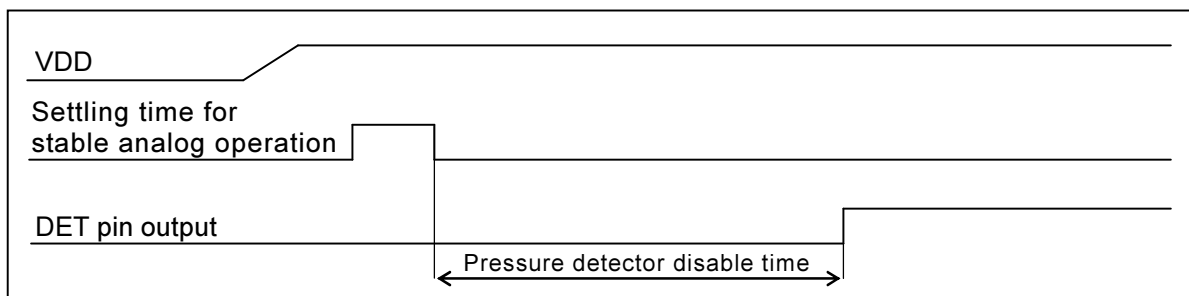 VDD
Settling time for
stable analog operation
DET pin output
Pressure detector disable time